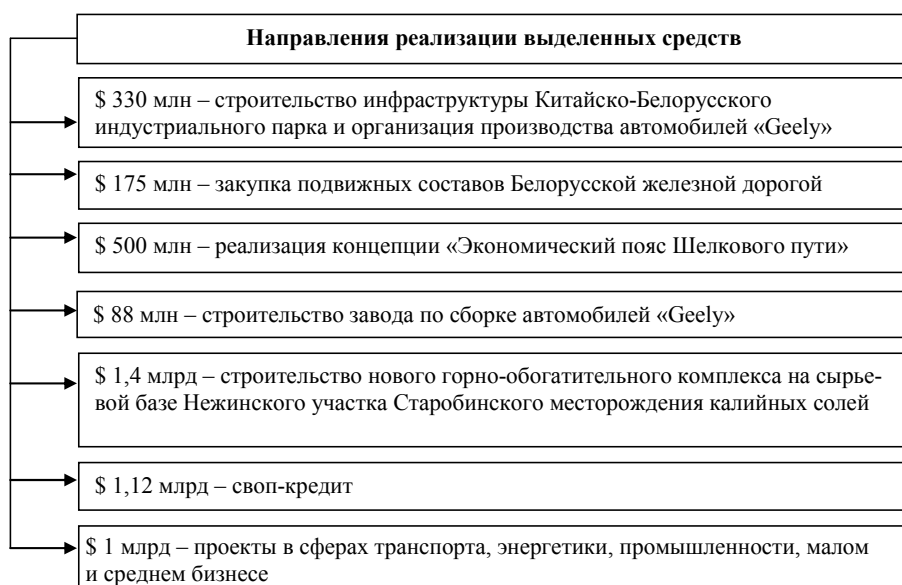 Направления реализации выделенных средств
$ 330 млн – строительство инфраструктуры Китайско-Белорусского
индустриального парка и организация производства автомобилей «Geely»
$ 175 млн – закупка подвижных составов Белорусской железной дорогой
$ 500 млн – реализация концепции «Экономический пояс Шелкового пути»
$ 88 млн – строительство завода по сборке автомобилей «Geely»
$ 1,4 млрд – строительство нового горно-обогатительного комплекса на сырье-
вой базе Нежинского участка Старобинского месторождения калийных солей
$ 1,12 млрд – своп-кредит
$ 1 млрд – проекты в сферах транспорта, энергетики, промышленности, малом
и среднем бизнесе